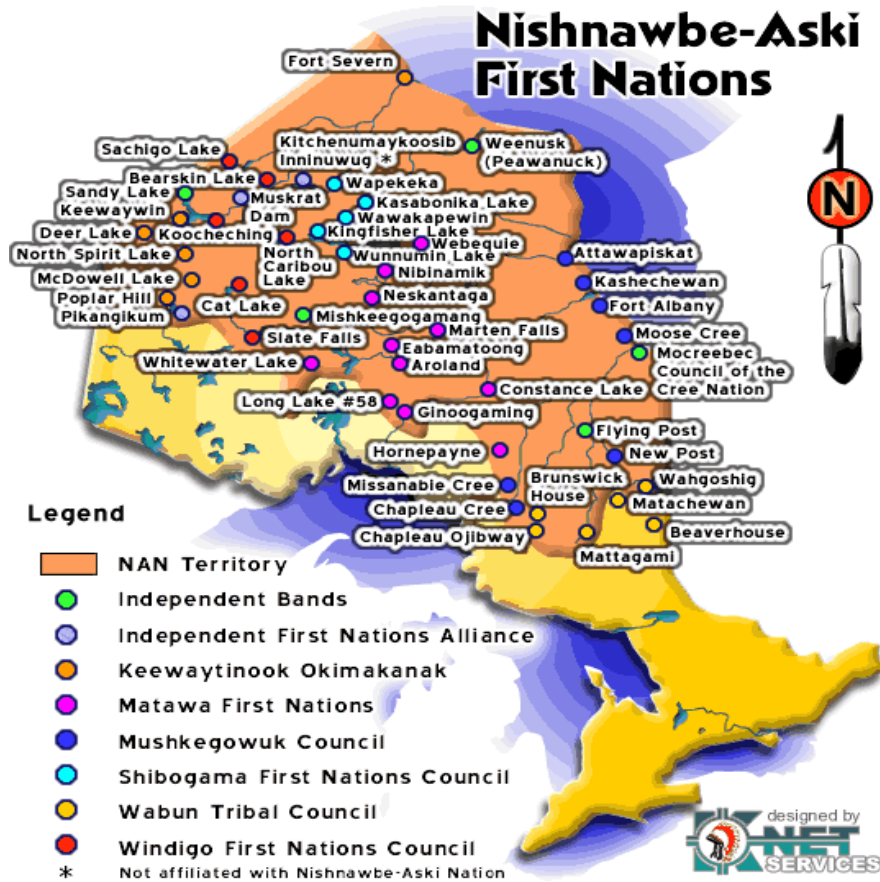 Nishnawbe-Aski
First Nations
Fort Severn
Sachigo Lake
Kitchenumaykoosib
Inninuwug *
Weenusk
(Peawanuck)
Bearskin Lake
Wapekeka
Sandy Lake
Muskrat
Dam
Kasabonika Lake
Keewaywin
Wawakapewin
Deer Lake
Koocheching
Kingfisher Lake
Webequie
North Spirit Lake
North
Caribou
Lake
Wunnumin Lake
Attawapiskat
McDowell Lake
Nibinamik
Kashechewan
Poplar Hill
Cat Lake
Neskantaga
Fort Albany
Pikangikum
Mishkeegogamang
Slate Falls
Marten Falls
Moose Cree
Eabamatoong
Mocreebec
Council of the
Cree Nation
Whitewater Lake
Aroland
Constance Lake
Long Lake #58
Ginoogaming
Flying Post
Hornepayne
New Post
Missanabie Cree
Brunswick
House
Wahgoshig
Chapleau Cree
Matachewan
Chapleau Ojibway
Beaverhouse
Mattagami
N
Legend
NAN Territory
Independent Bands
Independent First Nations Alliance
Keewaytinook Okimakanak
Matawa First Nations
Mushkegowuk Council
Shibogama First Nations Council
Wabun Tribal Council
Windigo First Nations Council
* Not affiliated with Nishnawbe-Aski Nation
designed by
K NET
SERVICES